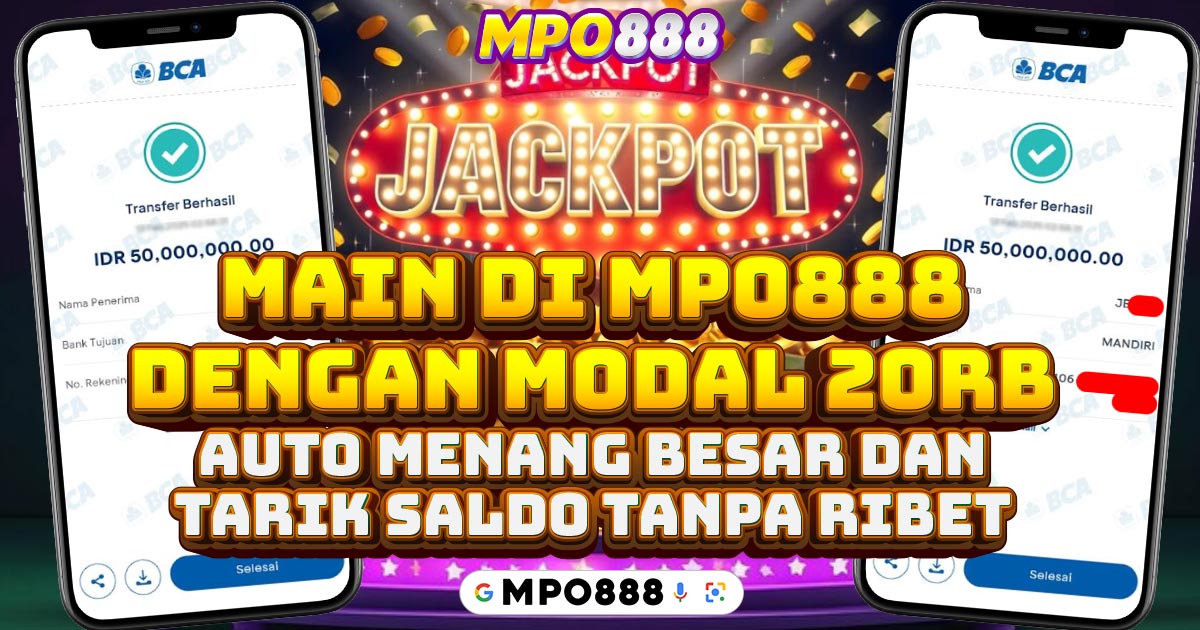 MPO888
JACKPOT
JACKPOT
BCA
Transfer Berhasil
IDR 50,000,000.00
Nama Penerima
Bank Tujuan
No. Rekening
Selesai
BCA
Transfer Berhasil
IDR 50,000,000.00
MANDIRI
Selesai
MAIN DI MPO888
DENGAN MODAL 20RB
AUTO MENANG BESAR DAN
TARIK SALDO TANPA RIBET
G MPO888